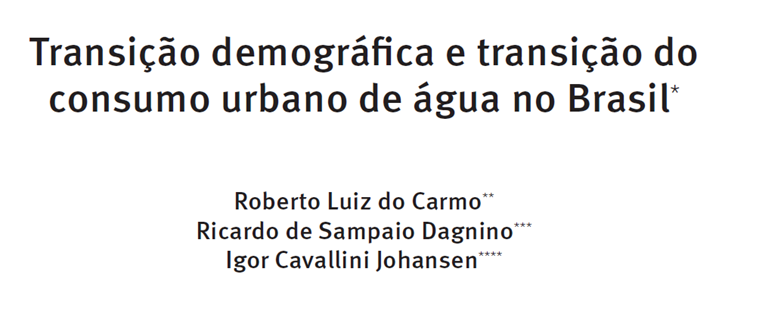 Transição demográfica e transição do
consumo urbano de água no Brasil*
Roberto Luiz do Carmo**
Ricardo de Sampaio Dagnino***
Igor Cavallini Johansen****